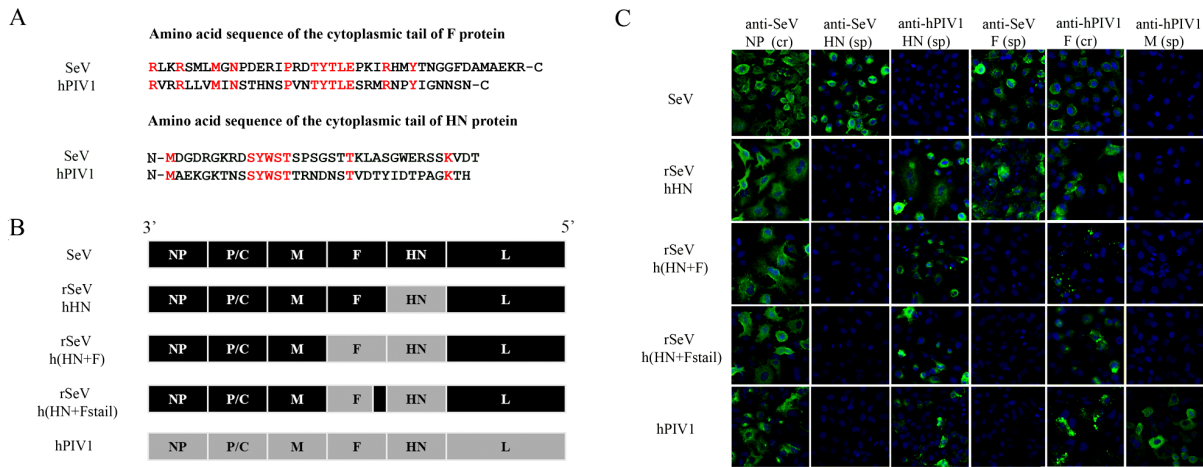 A
Amino acid sequence of the cytoplasmic tail of F protein
SeV RLKRSMLMGNPDERIPRDTYTLEPKIRHMYTNGGFDAMAEKR-C
hPIV1 RVRRLLVMINSTHNSPVNTYTLESRMRNPYIGNNSN-C
Amino acid sequence of the cytoplasmic tail of HN protein
SeV N-MDGDRGKRDSYWSTSPSGSTTKLASGWERSSKVDT
hPIV1 N-MAEKGKTNSSYWSTTRNDNSTVDTYIDTPAGKTH
B
3’ 5’
SeV NP P/C M F HN L
rSeV
hHN NP P/C M F HN L
rSeV
h(HN+F) NP P/C M F HN L
rSeV
h(HN+Fstail) NP P/C M F HN L
hPIV1 NP P/C M F HN L
C
anti-SeV anti-SeV anti-hPIV1 anti-SeV anti-hPIV1 anti-hPIV1
NP (cr) HN (sp) HN (sp) F (sp) F (cr) M (sp)
SeV
rSeV
hHN
rSeV
h(HN+F)
rSeV
h(HN+Fstail)
hPIV1